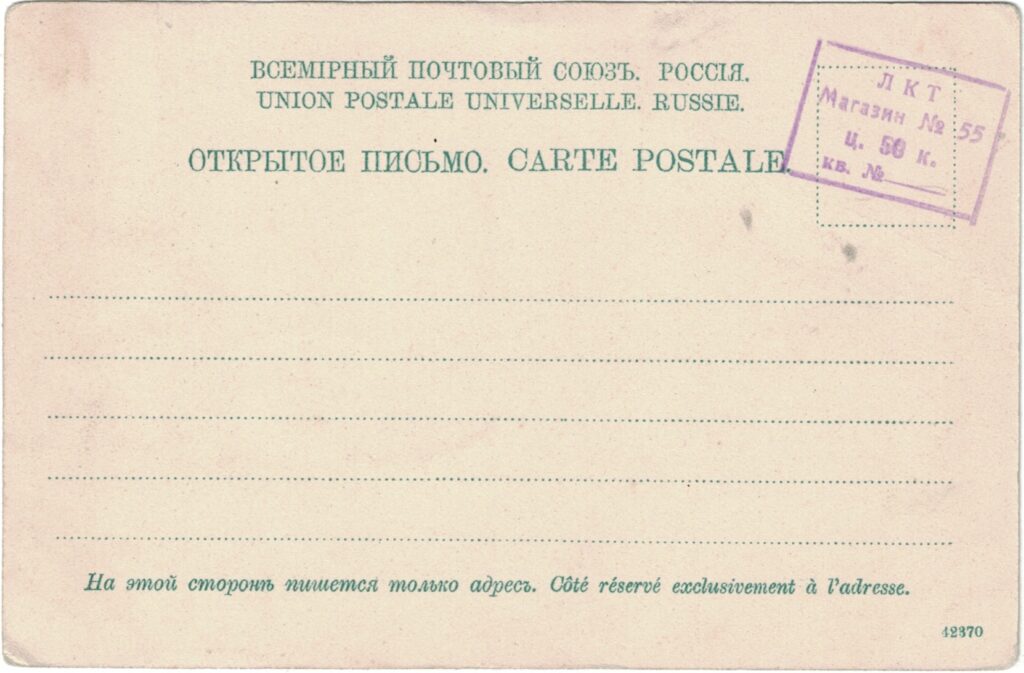 ВСЕМІРНЫЙ ПОЧТОВЫЙ СОЮЗЪ. РОССІЯ.
UNION POSTALE UNIVERSELLE. RUSSIE.
ОТКРЫТОЕ ПИСЬМО. CARTE POSTALE.
ЛКТ
Магазин № 55
ц. 50 к.
кв. №
На этой сторонѣ пишется только адресъ. Côté réservé exclusivement à l'adresse.
42370